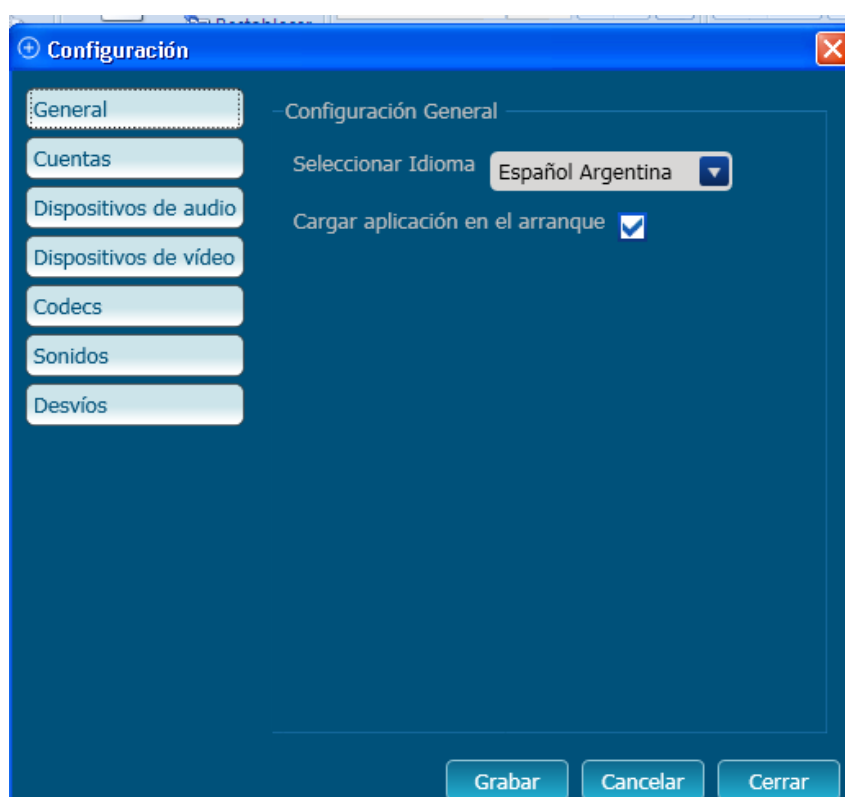 Configuración
General
Cuentas
Dispositivos de audio
Dispositivos de vídeo
Codecs
Sonidos
Desvíos
Configuración General
Seleccionar Idioma Español Argentina
Cargar aplicación en el arranque
Grabar Cancelar Cerrar